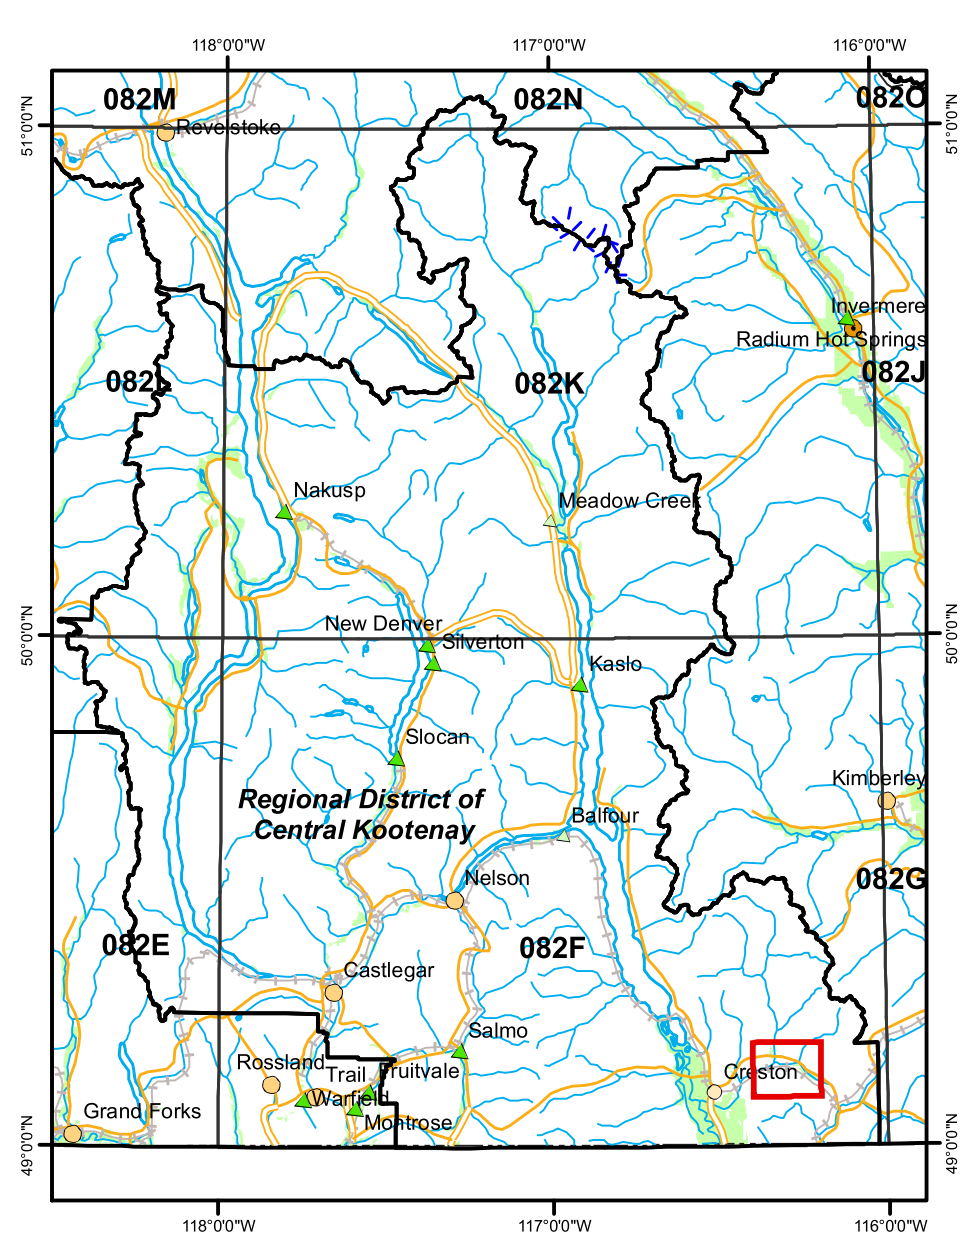 118°0'0"W
117°0'0"W
116°0'0"W
082M
082N
082O
51°0'0"N
51°0'0"N
Revelstoke
Invermere
Radium Hot Springs
082L
082K
082J
Nakusp
Meadow Creek
50°0'0"N
50°0'0"N
New Denver
Silverton
Kaslo
Slocan
Kimberley
Regional District of
Central Kootenay
Balfour
Nelson
082G
082E
082F
Castlegar
Salmo
Rossland
Trail
Fruitvale
Creston
Warfield
Grand Forks
Montrose
49°0'0"N
49°0'0"N
118°0'0"W
117°0'0"W
116°0'0"W